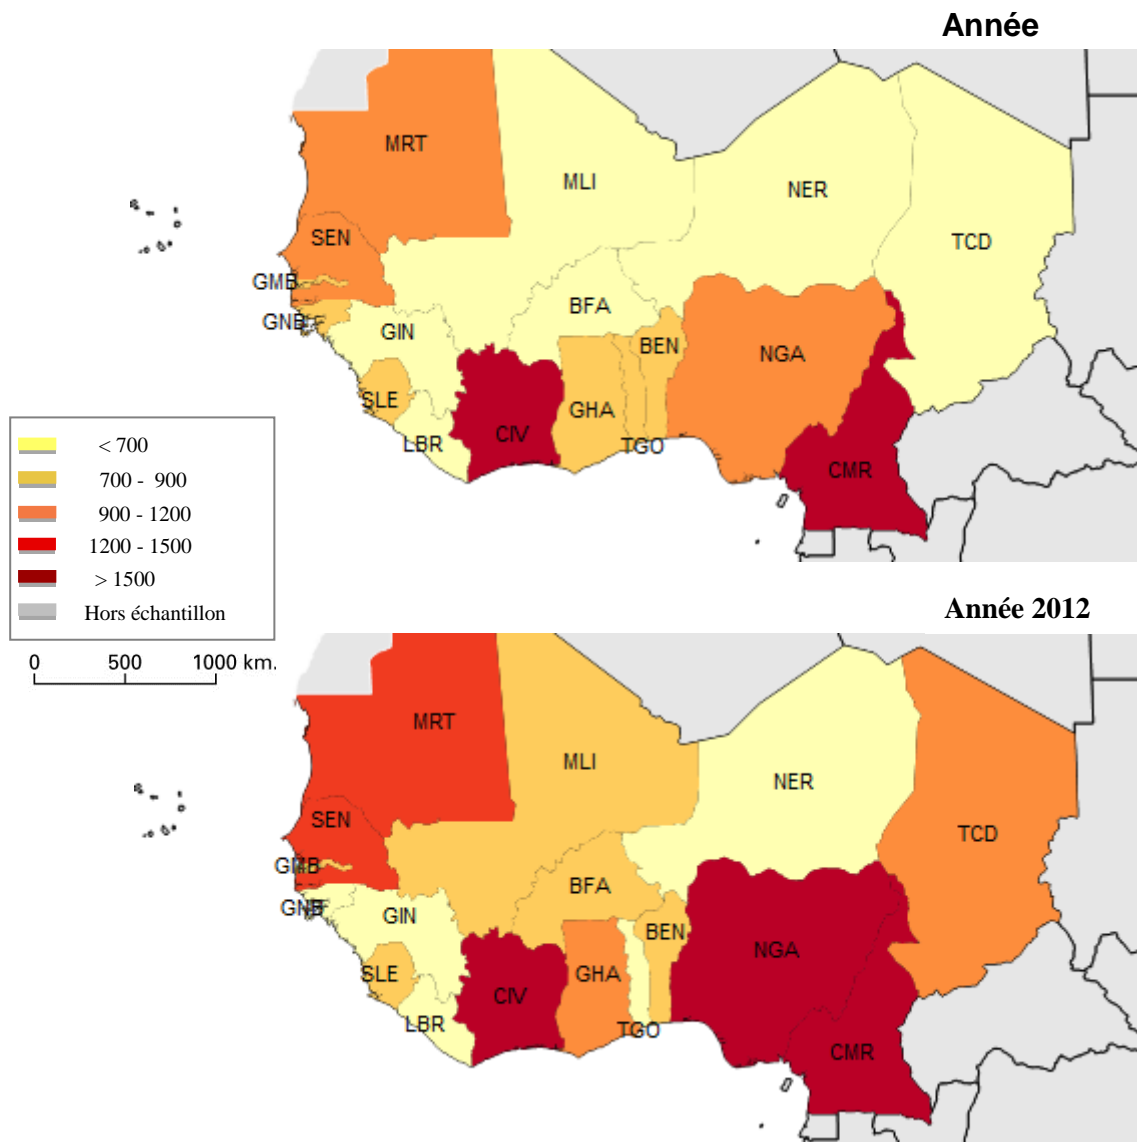 Année
MRT
MLI
NER
SEN
TCD
GMB
BFA
GNB
GIN
BEN
NGA
SLE
GHA
CIV
LBR
TGO
CMR
< 700
700 - 900
900 - 1200
1200 - 1500
> 1500
Hors échantillon
0 500 1000 km.
Année 2012
MRT
MLI
NER
SEN
TCD
GMB
BFA
GNB
GIN
BEN
NGA
SLE
GHA
CIV
LBR
TGO
CMR